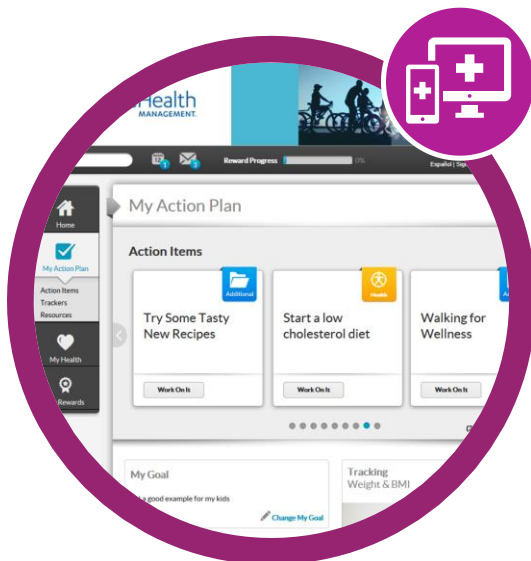 Health
MANAGEMENT.
12
1
3
Reward Progress
0%
Español | Sig
My Action Plan
Home
Action Items
My Action Plan
Additional
Health
Action Items
Trackers
Resources
Try Some Tasty
New Recipes
Start a low
cholesterol diet
Walking for
Wellness
My Health
Work On It
Work On It
Work On It
Rewards
My Goal
a good example for my kids
Change My Goal
Tracking
Weight & BMI